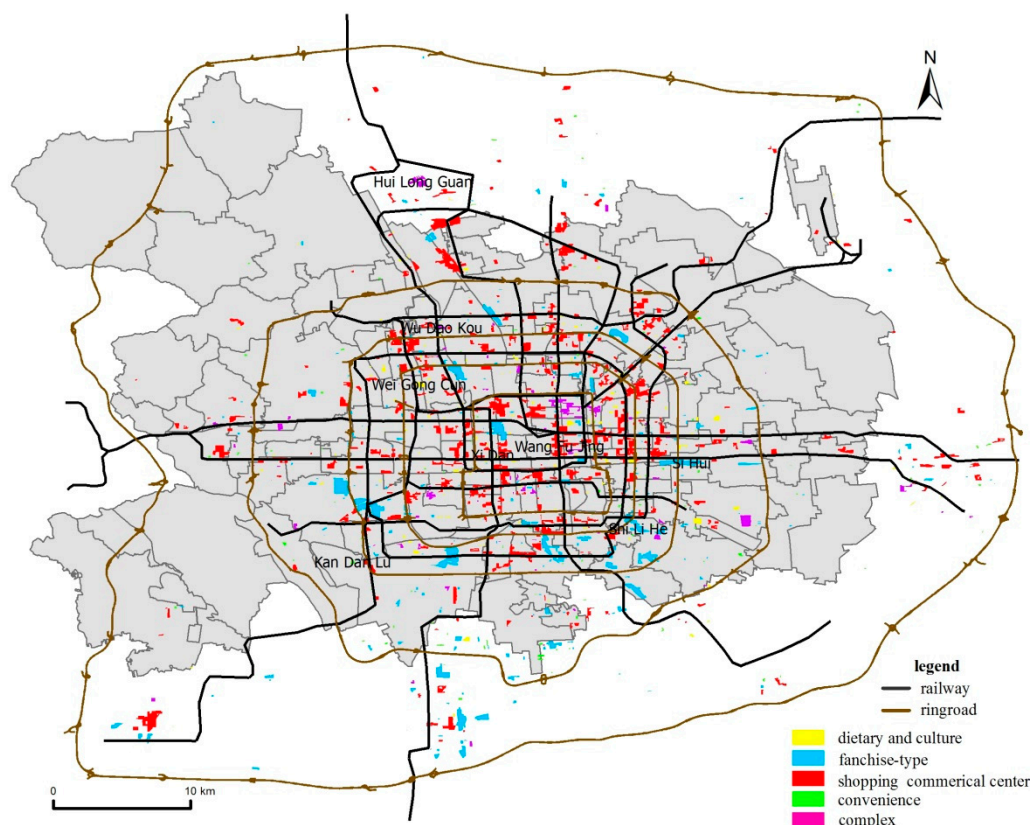 N
Hui Long Guan
Wu Dao Kou
Wei Gong Cun
Wang Fu Jing
Xi Dan
Si Hui
Shi Li He
Kan Dan Lu
legend
railway
ringroad
dietary and culture
fanchise-type
shopping commerical center
convenience
complex
0 10 km